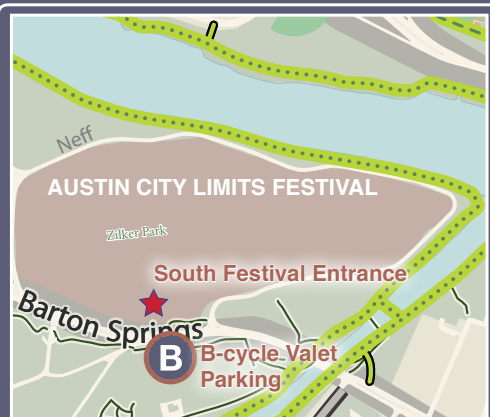 Neff
AUSTIN CITY LIMITS FESTIVAL
Zilker Park
South Festival Entrance
Barton Springs
B
B-cycle Valet
Parking